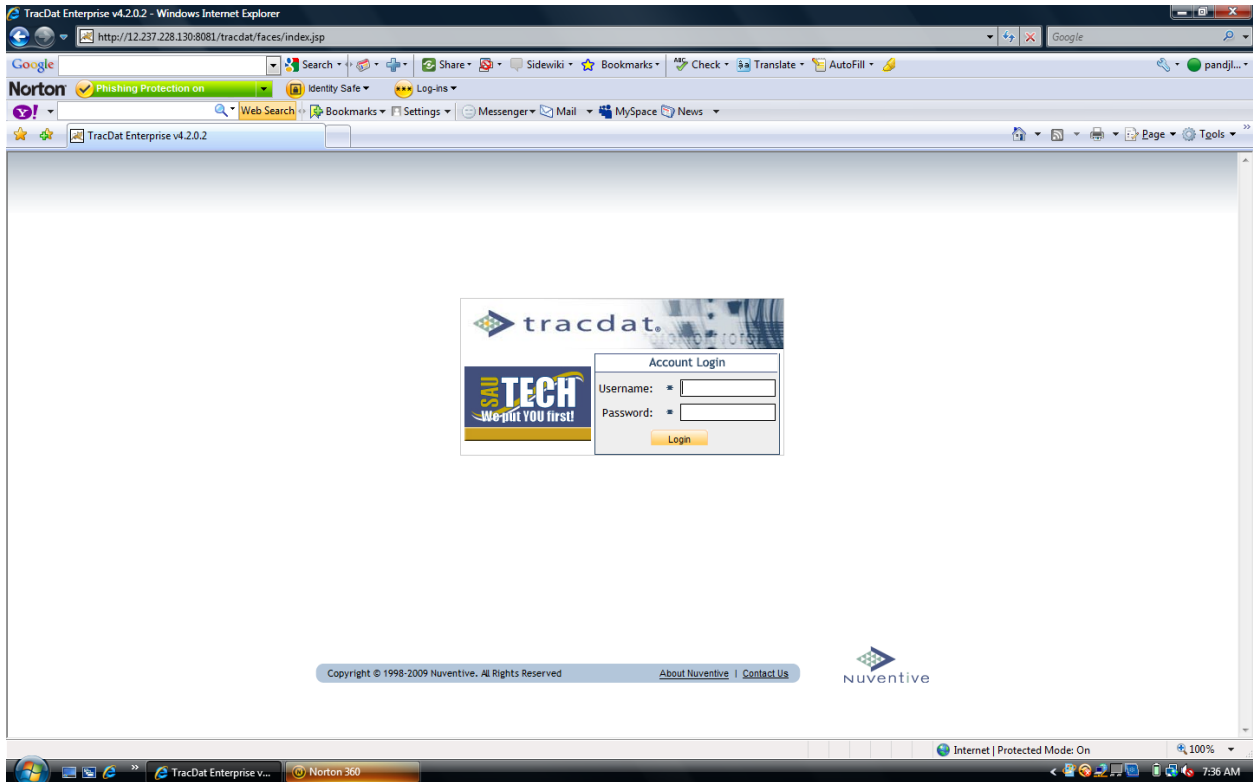 TracDat Enterprise v4.2.0.2 - Windows Internet Explorer
http://12.237.228.130:8081/tracdat/faces/index.jsp
Google
Google Search Share Sidewiki Bookmarks Check Translate AutoFill pandjl...
Norton Phishing Protection on Identity Safe Log-ins
Y! Web Search Bookmarks Settings Messenger Mail MySpace News
TracDat Enterprise v4.2.0.2 Page Tools
tracdat
Account Login
SAU TECH
We put YOU first!
Username: *
Password: *
Login
Copyright © 1998-2009 Nuventive. All Rights Reserved About Nuventive | Contact Us
Nuventive
Internet | Protected Mode: On 100%
TracDat Enterprise v... Norton 360 7:36 AM